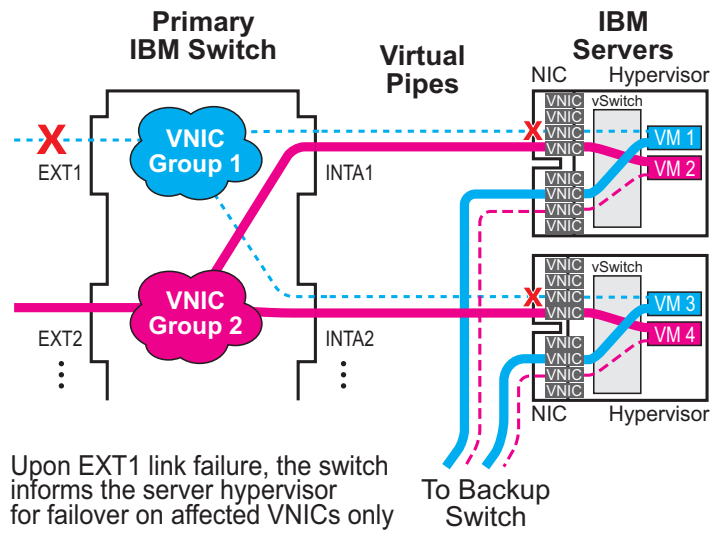 Primary
IBM Switch
Virtual
Pipes
IBM
Servers
NIC
Hypervisor
X
EXT1
VNIC
Group 1
INTA1
X
VNIC
VNIC
VNIC
VNIC
VNIC
VNIC
VNIC
VNIC
vSwitch
VM 1
VM 2
EXT2
VNIC
Group 2
INTA2
X
VNIC
VNIC
VNIC
VNIC
VNIC
VNIC
VNIC
VNIC
vSwitch
VM 3
VM 4
NIC
Hypervisor
Upon EXT1 link failure, the switch
informs the server hypervisor
for failover on affected VNICs only
To Backup
Switch